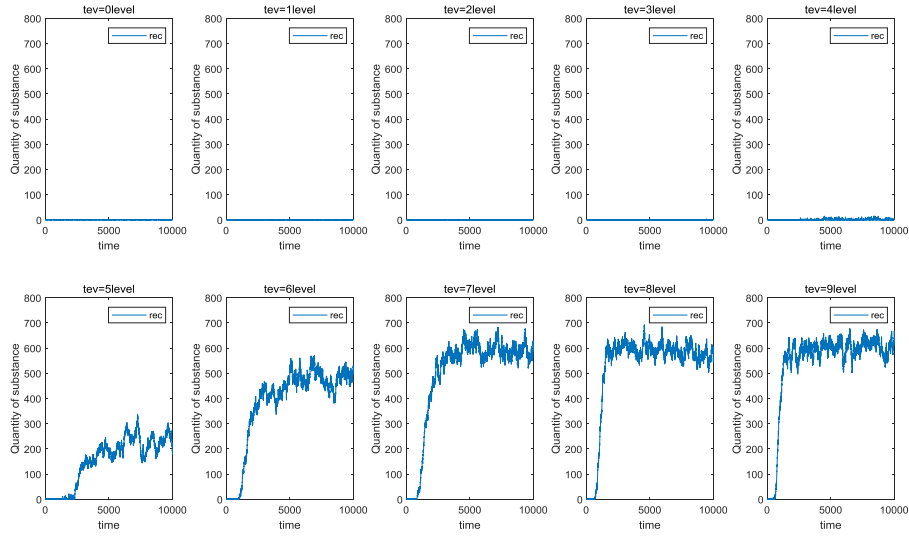 tev=0level tev=1level tev=2level tev=3level tev=4level
800 800 800 800 800
rec rec rec rec rec
700 700 700 700 700
600 600 600 600 600
500 500 500 500 500
400 400 400 400 400
300 300 300 300 300
200 200 200 200 200
100 100 100 100 100
0 0 0 0 0
Quantity of substance Quantity of substance Quantity of substance Quantity of substance Quantity of substance
0 5000 10000 0 5000 10000 0 5000 10000 0 5000 10000 0 5000 10000
time time time time time
tev=5level tev=6level tev=7level tev=8level tev=9level
800 800 800 800 800
rec rec rec rec rec
700 700 700 700 700
600 600 600 600 600
500 500 500 500 500
400 400 400 400 400
300 300 300 300 300
200 200 200 200 200
100 100 100 100 100
0 0 0 0 0
Quantity of substance Quantity of substance Quantity of substance Quantity of substance Quantity of substance
0 5000 10000 0 5000 10000 0 5000 10000 0 5000 10000 0 5000 10000
time time time time time